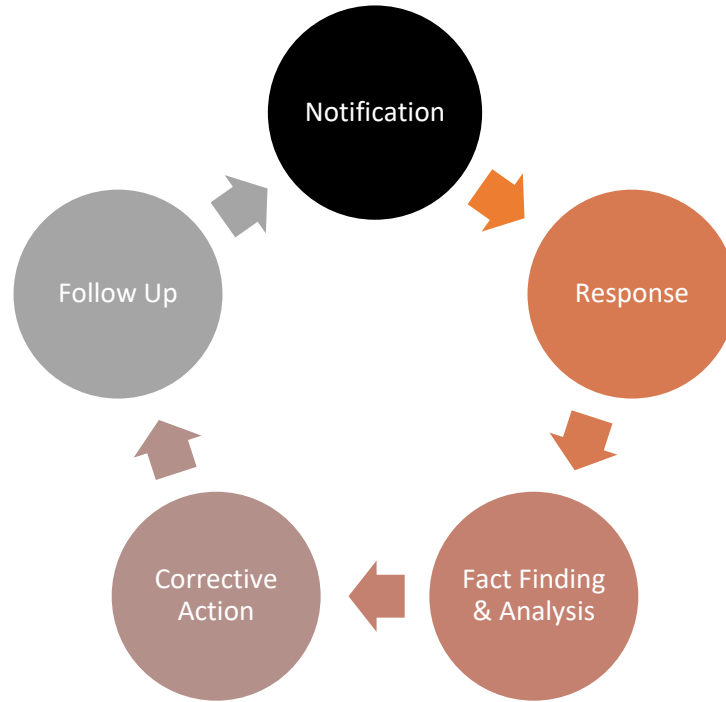 Notification
Response
Fact Finding
& Analysis
Corrective
Action
Follow Up